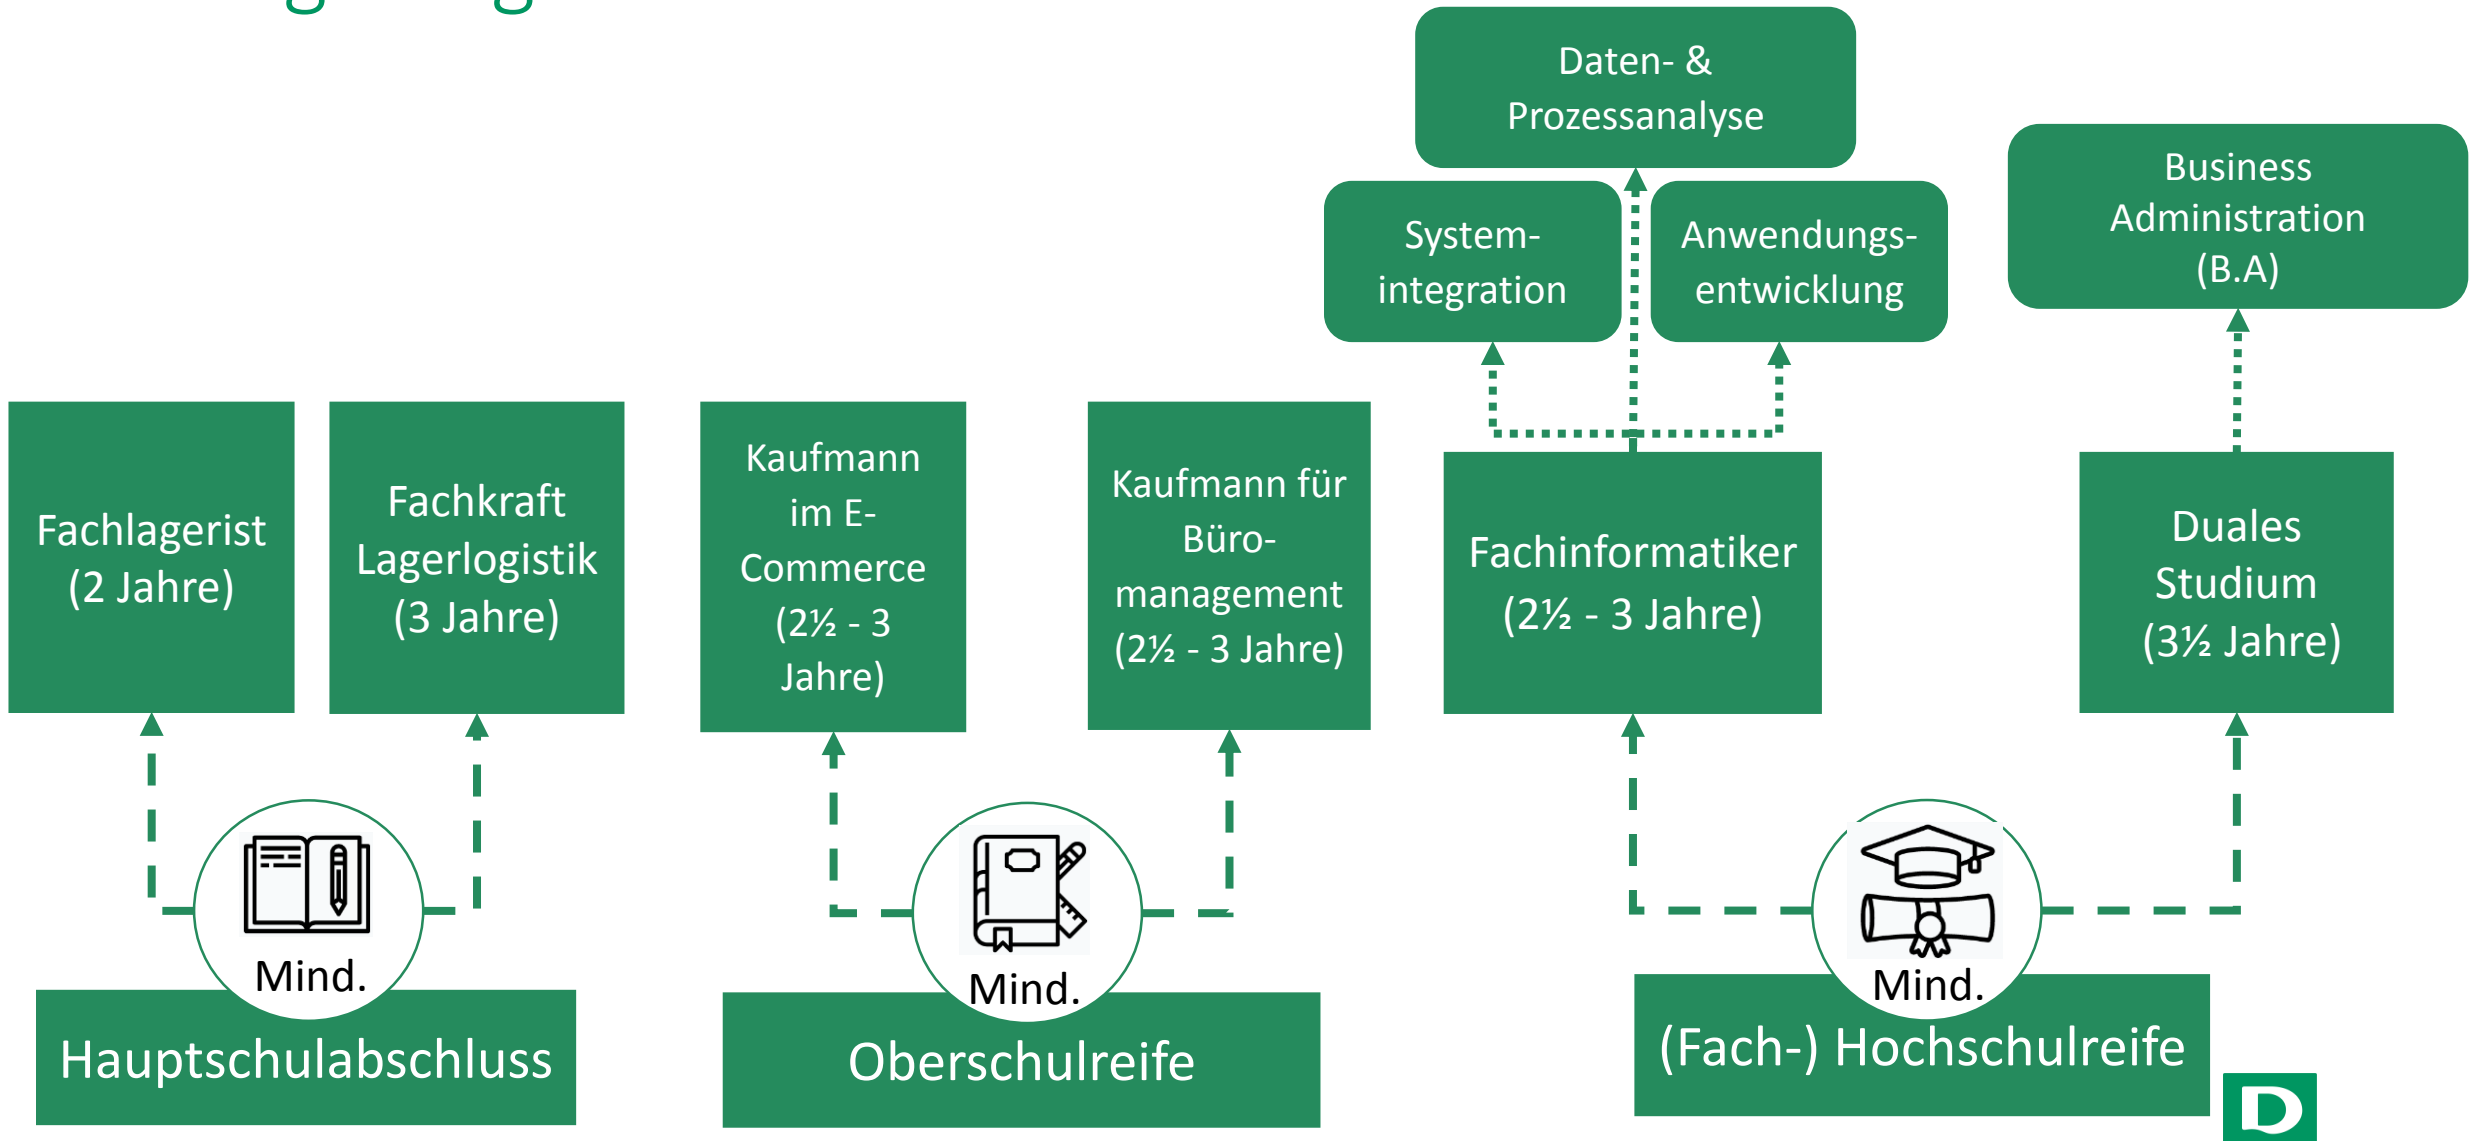 Daten- &
Prozessanalyse
System-
integration
Anwendungs-
entwicklung
Business
Administration
(B.A)
Fachlagerist
(2 Jahre)
Fachkraft
Lagerlogistik
(3 Jahre)
Kaufmann
im E-
Commerce
(2½ - 3
Jahre)
Kaufmann für
Büro-
management
(2½ - 3 Jahre)
Fachinformatiker
(2½ - 3 Jahre)
Duales
Studium
(3½ Jahre)
Mind.
Hauptschulabschluss
Mind.
Oberschulreife
Mind.
(Fach-) Hochschulreife
D